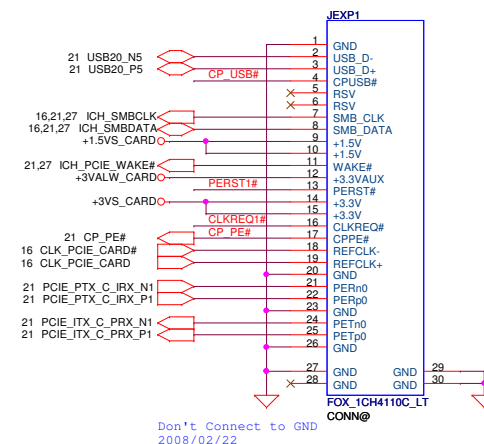 JEXP1
1 GND
21 USB20_N5 2 USB_D-
21 USB20_P5 3 USB_D+
CP_USB# 4 CPUSB#
5 RSV
6 RSV
16,21,27 ICH_SMBCLK 7 SMB_CLK
16,21,27 ICH_SMBDATA 8 SMB_DATA
+1.5VS_CARD 9 +1.5V
10 +1.5V
21,27 ICH_PCIE_WAKE# 11 WAKE#
+3VALW_CARD 12 +3.3VAUX
PERST1# 13 PERST#
+3VS_CARD 14 +3.3V
15 +3.3V
CLKREQ1# 16 CLKREQ#
21 CP_PE# CP_PE# 17 CPPE#
16 CLK_PCIE_CARD# 18 REFCLK-
16 CLK_PCIE_CARD 19 REFCLK+
20 GND
21 PCIE_PTX_C_IRX_N1 21 PERn0
21 PCIE_PTX_C_IRX_P1 22 PERp0
23 GND
21 PCIE_ITX_C_PRX_N1 24 PETn0
21 PCIE_ITX_C_PRX_P1 25 PETp0
26 GND
27 GND GND 29
28 GND GND 30
FOX_1CH4110C_LT
CONN@
Don't Connect to GND
2008/02/22